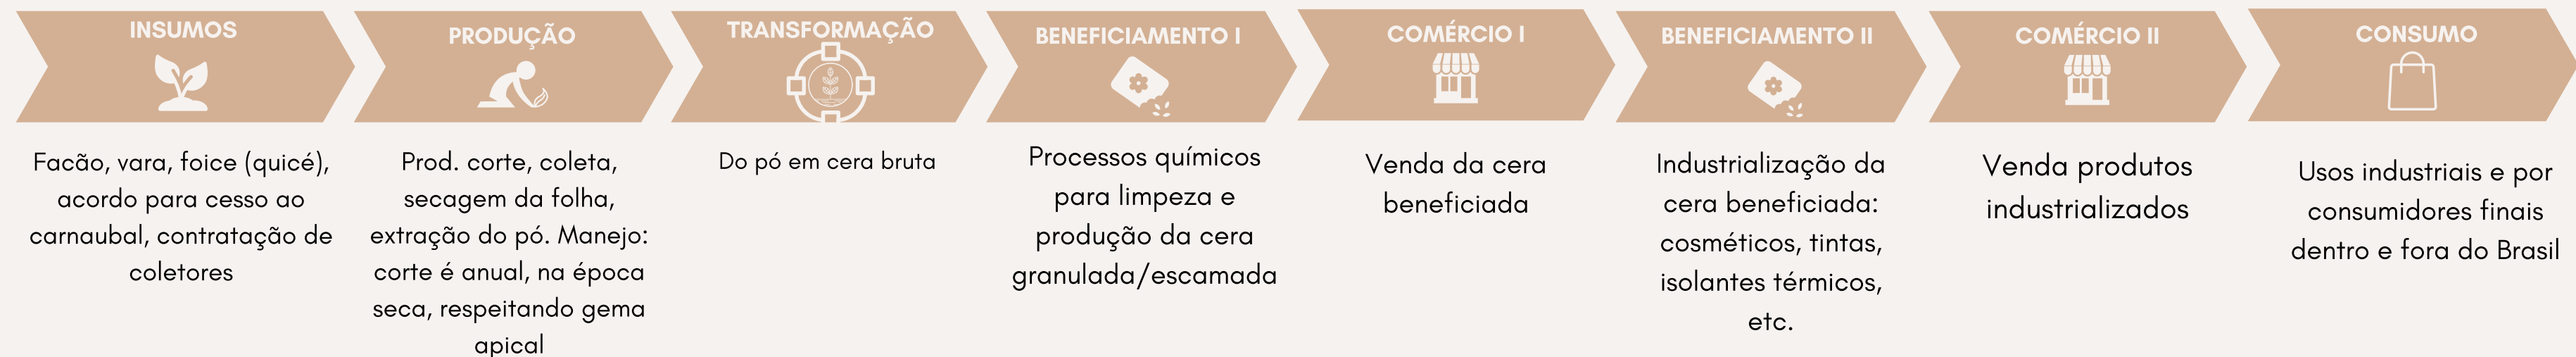 INSUMOS
Facão, vara, foice (quicé),
acordo para cesso ao
carnaubal, contratação de
coletores
PRODUÇÃO
Prod. corte, coleta,
secagem da folha,
extração do pó. Manejo:
corte é anual, na época
seca, respeitando gema
apical
TRANSFORMAÇÃO
Do pó em cera bruta
BENEFICIAMENTO I
Processos químicos
para limpeza e
produção da cera
granulada/escamada
COMÉRCIO I
Venda da cera
beneficiada
BENEFICIAMENTO II
Industrialização da
cera beneficiada:
cosméticos, tintas,
isolantes térmicos,
etc.
COMÉRCIO II
Venda produtos
industrializados
CONSUMO
Usos industriais e por
consumidores finais
dentro e fora do Brasil